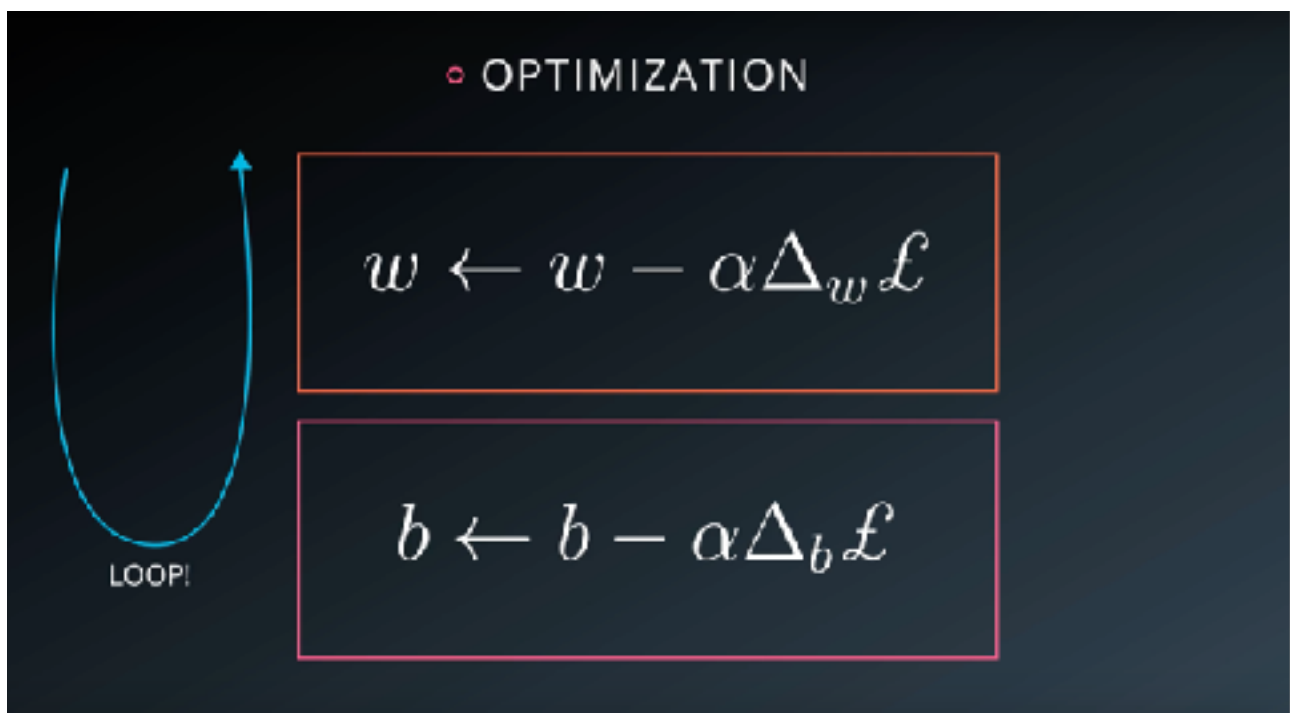 OPTIMIZATION
w ← w − αΔ_w£
b ← b − αΔ_b£
LOOP!